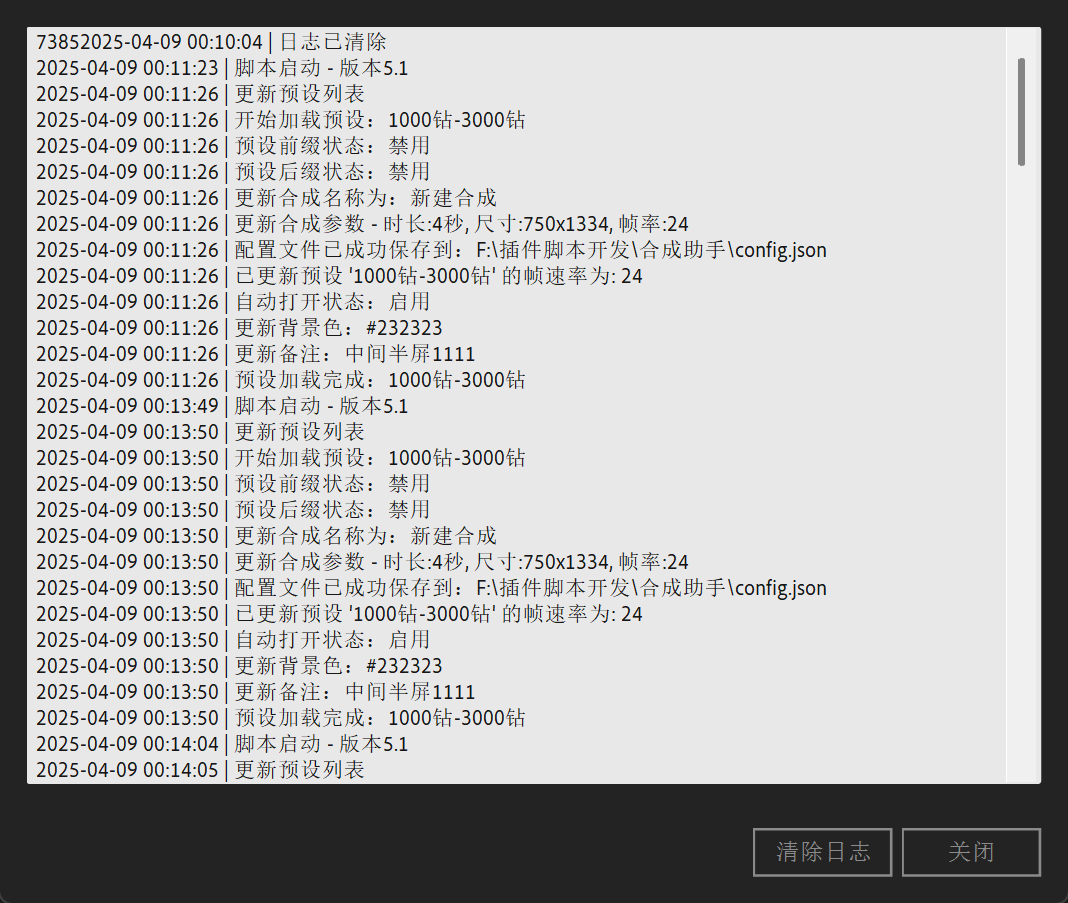 73852025-04-09 00:10:04 | 日志已清除
2025-04-09 00:11:23 | 脚本启动 - 版本5.1
2025-04-09 00:11:26 | 更新预设列表
2025-04-09 00:11:26 | 开始加载预设：1000钻-3000钻
2025-04-09 00:11:26 | 预设前缀状态：禁用
2025-04-09 00:11:26 | 预设后缀状态：禁用
2025-04-09 00:11:26 | 更新合成名称为：新建合成
2025-04-09 00:11:26 | 更新合成参数 - 时长:4秒, 尺寸:750x1334, 帧率:24
2025-04-09 00:11:26 | 配置文件已成功保存到：F:\插件脚本开发\合成助手\config.json
2025-04-09 00:11:26 | 已更新预设 '1000钻-3000钻' 的帧速率为: 24
2025-04-09 00:11:26 | 自动打开状态：启用
2025-04-09 00:11:26 | 更新背景色：#232323
2025-04-09 00:11:26 | 更新备注：中间半屏1111
2025-04-09 00:11:26 | 预设加载完成：1000钻-3000钻
2025-04-09 00:13:49 | 脚本启动 - 版本5.1
2025-04-09 00:13:50 | 更新预设列表
2025-04-09 00:13:50 | 开始加载预设：1000钻-3000钻
2025-04-09 00:13:50 | 预设前缀状态：禁用
2025-04-09 00:13:50 | 预设后缀状态：禁用
2025-04-09 00:13:50 | 更新合成名称为：新建合成
2025-04-09 00:13:50 | 更新合成参数 - 时长:4秒, 尺寸:750x1334, 帧率:24
2025-04-09 00:13:50 | 配置文件已成功保存到：F:\插件脚本开发\合成助手\config.json
2025-04-09 00:13:50 | 已更新预设 '1000钻-3000钻' 的帧速率为: 24
2025-04-09 00:13:50 | 自动打开状态：启用
2025-04-09 00:13:50 | 更新背景色：#232323
2025-04-09 00:13:50 | 更新备注：中间半屏1111
2025-04-09 00:13:50 | 预设加载完成：1000钻-3000钻
2025-04-09 00:14:04 | 脚本启动 - 版本5.1
2025-04-09 00:14:05 | 更新预设列表
清除日志
关闭